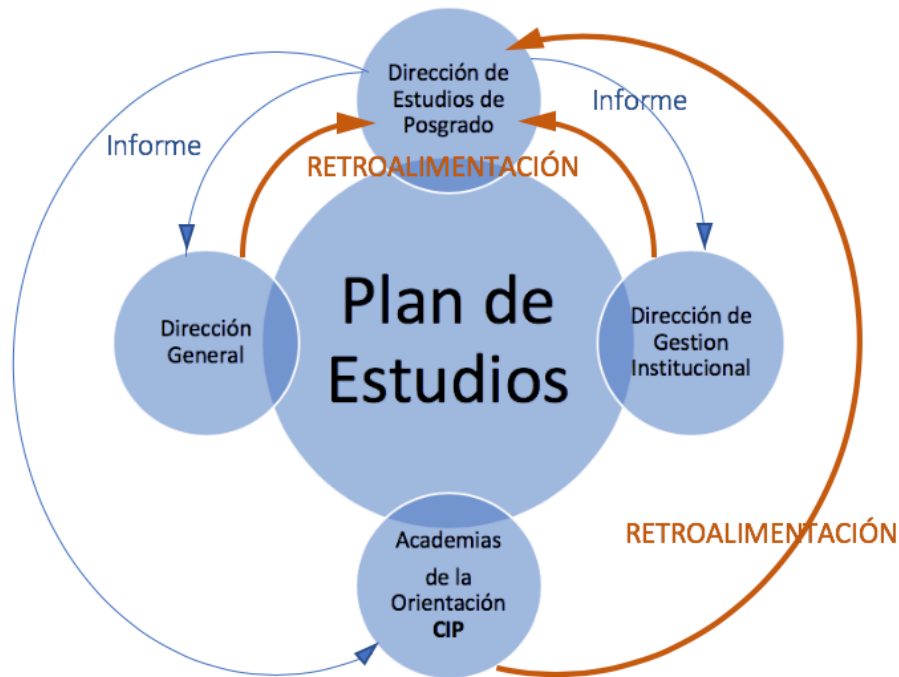 Dirección de
Estudios de
Posgrado
Informe
Informe
RETROALIMENTACIÓN
Plan de
Estudios
Dirección
General
Dirección de
Gestion
Institucional
Academias
de la
Orientación
CIP
RETROALIMENTACIÓN